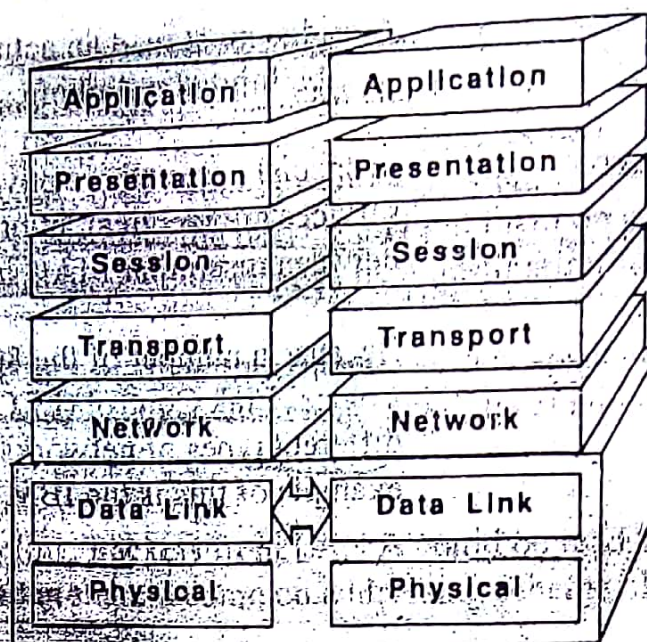 Application Application
Presentation Presentation
Session Session
Transport Transport
Network Network
Data Link Data Link
Physical Physical